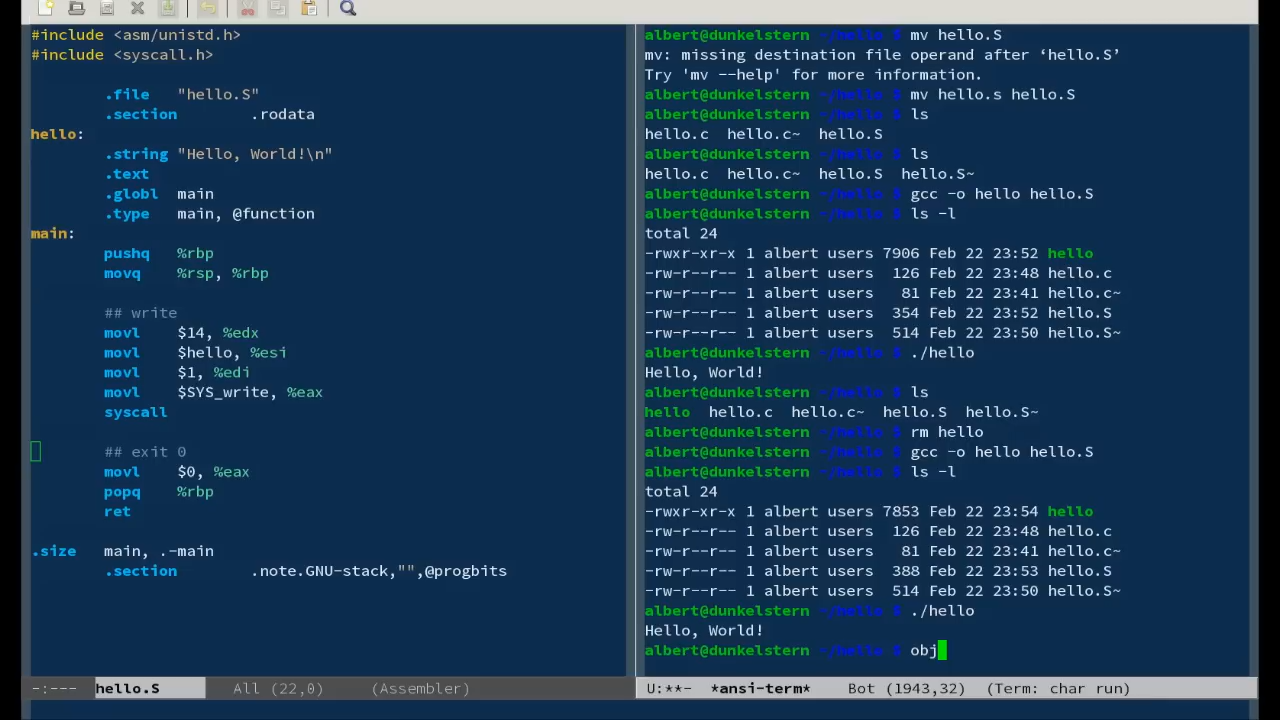 #include <asm/unistd.h>
#include <syscall.h>
.file "hello.S"
.section .rodata
hello:
.string "Hello, World!\n"
.text
.globl main
.type main, @function
main:
pushq %rbp
movq %rsp, %rbp
## write
movl $14, %edx
movl $hello, %esi
movl $1, %edi
movl $SYS_write, %eax
syscall
## exit 0
movl $0, %eax
popq %rbp
ret
.size main, .-main
.section .note.GNU-stack,"",@progbits
-:--- hello.S All (22,0) (Assembler)
albert@dunkelstern ~/hello $ mv hello.S
mv: missing destination file operand after ‘hello.S’
Try 'mv --help' for more information.
albert@dunkelstern ~/hello $ mv hello.s hello.S
albert@dunkelstern ~/hello $ ls
hello.c hello.c~ hello.S
albert@dunkelstern ~/hello $ ls
hello.c hello.c~ hello.S hello.S~
albert@dunkelstern ~/hello $ gcc -o hello hello.S
albert@dunkelstern ~/hello $ ls -l
total 24
-rwxr-xr-x 1 albert users 7906 Feb 22 23:52 hello
-rw-r--r-- 1 albert users 126 Feb 22 23:48 hello.c
-rw-r--r-- 1 albert users 81 Feb 22 23:41 hello.c~
-rw-r--r-- 1 albert users 354 Feb 22 23:52 hello.S
-rw-r--r-- 1 albert users 514 Feb 22 23:50 hello.S~
albert@dunkelstern ~/hello $ ./hello
Hello, World!
albert@dunkelstern ~/hello $ ls
hello hello.c hello.c~ hello.S hello.S~
albert@dunkelstern ~/hello $ rm hello
albert@dunkelstern ~/hello $ gcc -o hello hello.S
albert@dunkelstern ~/hello $ ls -l
total 24
-rwxr-xr-x 1 albert users 7853 Feb 22 23:54 hello
-rw-r--r-- 1 albert users 126 Feb 22 23:48 hello.c
-rw-r--r-- 1 albert users 81 Feb 22 23:41 hello.c~
-rw-r--r-- 1 albert users 388 Feb 22 23:53 hello.S
-rw-r--r-- 1 albert users 514 Feb 22 23:50 hello.S~
albert@dunkelstern ~/hello $ ./hello
Hello, World!
albert@dunkelstern ~/hello $ obj
U:**- *ansi-term* Bot (1943,32) (Term: char run)